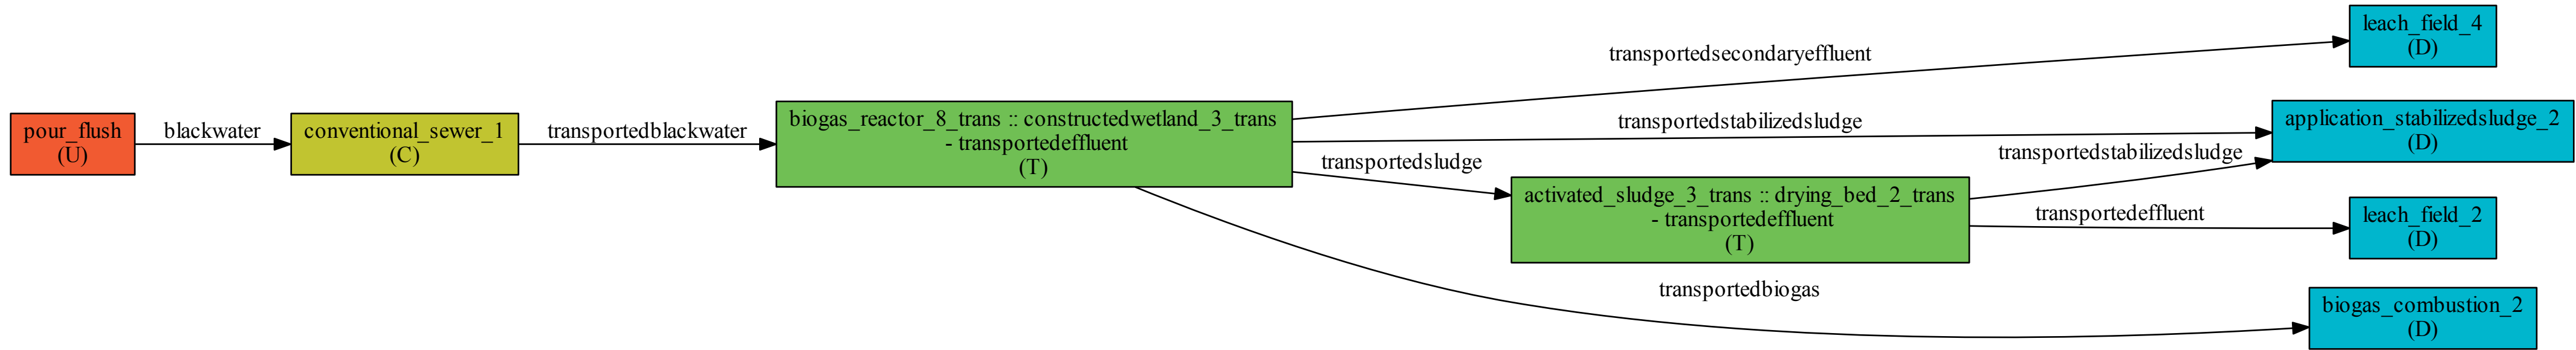 pour_flush
(U)
blackwater
conventional_sewer_1
(C)
transportedblackwater
biogas_reactor_8_trans :: constructedwetland_3_trans
- transportedeffluent
(T)
transportedsecondaryeffluent
transportedstabilizedsludge
transportedsludge
transportedbiogas
activated_sludge_3_trans :: drying_bed_2_trans
- transportedeffluent
(T)
transportedstabilizedsludge
transportedeffluent
leach_field_4
(D)
application_stabilizedsludge_2
(D)
leach_field_2
(D)
biogas_combustion_2
(D)